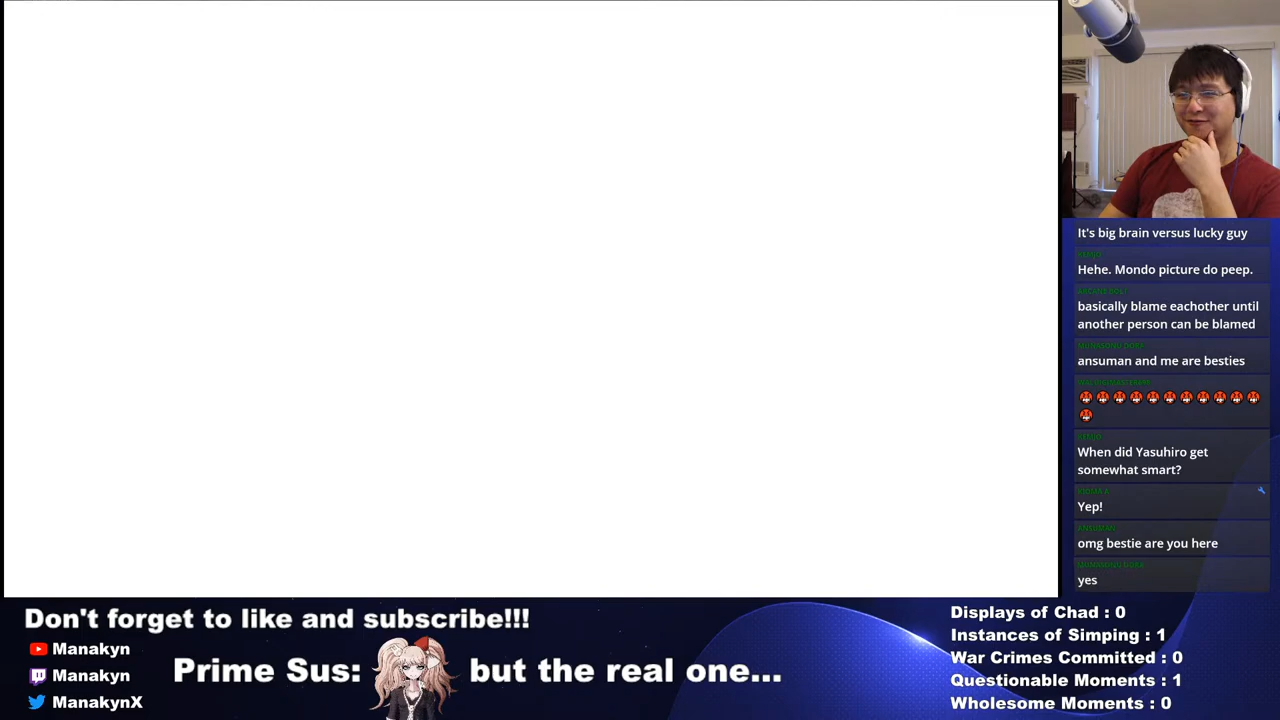 It's big brain versus lucky guy
Hehe. Mondo picture do peep.
basically blame eachother until
another person can be blamed
ansuman and me are besties
When did Yasuhiro get
somewhat smart?
Yep!
ANSUMAN
omg bestie are you here
yes
Don't forget to like and subscribe!!!
Manakyn
Manakyn
ManakynX
Prime Sus:
but the real one...
Displays of Chad : 0
Instances of Simping : 1
War Crimes Committed : 0
Questionable Moments : 1
Wholesome Moments : 0